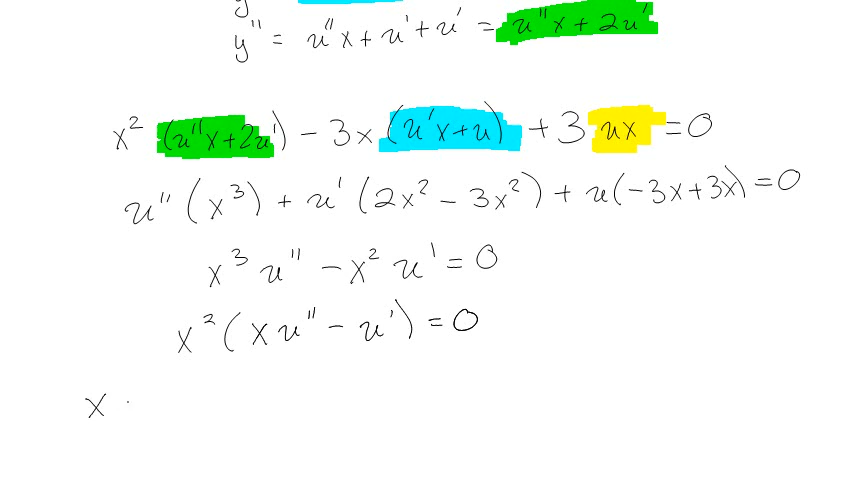 y
y" = u"x + u' + u' = u"x + 2u'
x² (u"x+2u') - 3x (u'x+u) + 3 ux = 0
u" (x³) + u' (2x² - 3x²) + u(-3x+3x) = 0
x³ u" - x² u' = 0
x² (x u" - u') = 0
x